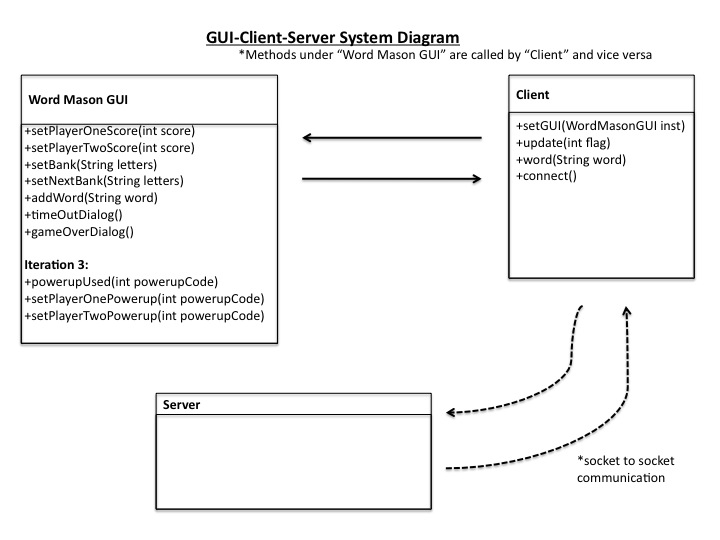 GUI-Client-Server System Diagram
*Methods under “Word Mason GUI” are called by “Client” and vice versa
Word Mason GUI
+setPlayerOneScore(int score)
+setPlayerTwoScore(int score)
+setBank(String letters)
+setNextBank(String letters)
+addWord(String word)
+timeOutDialog()
+gameOverDialog()
Iteration 3:
+powerupUsed(int powerupCode)
+setPlayerOnePowerup(int powerupCode)
+setPlayerTwoPowerup(int powerupCode)
Client
+setGUI(WordMasonGUI inst)
+update(int flag)
+word(String word)
+connect()
Server
*socket to socket
communication